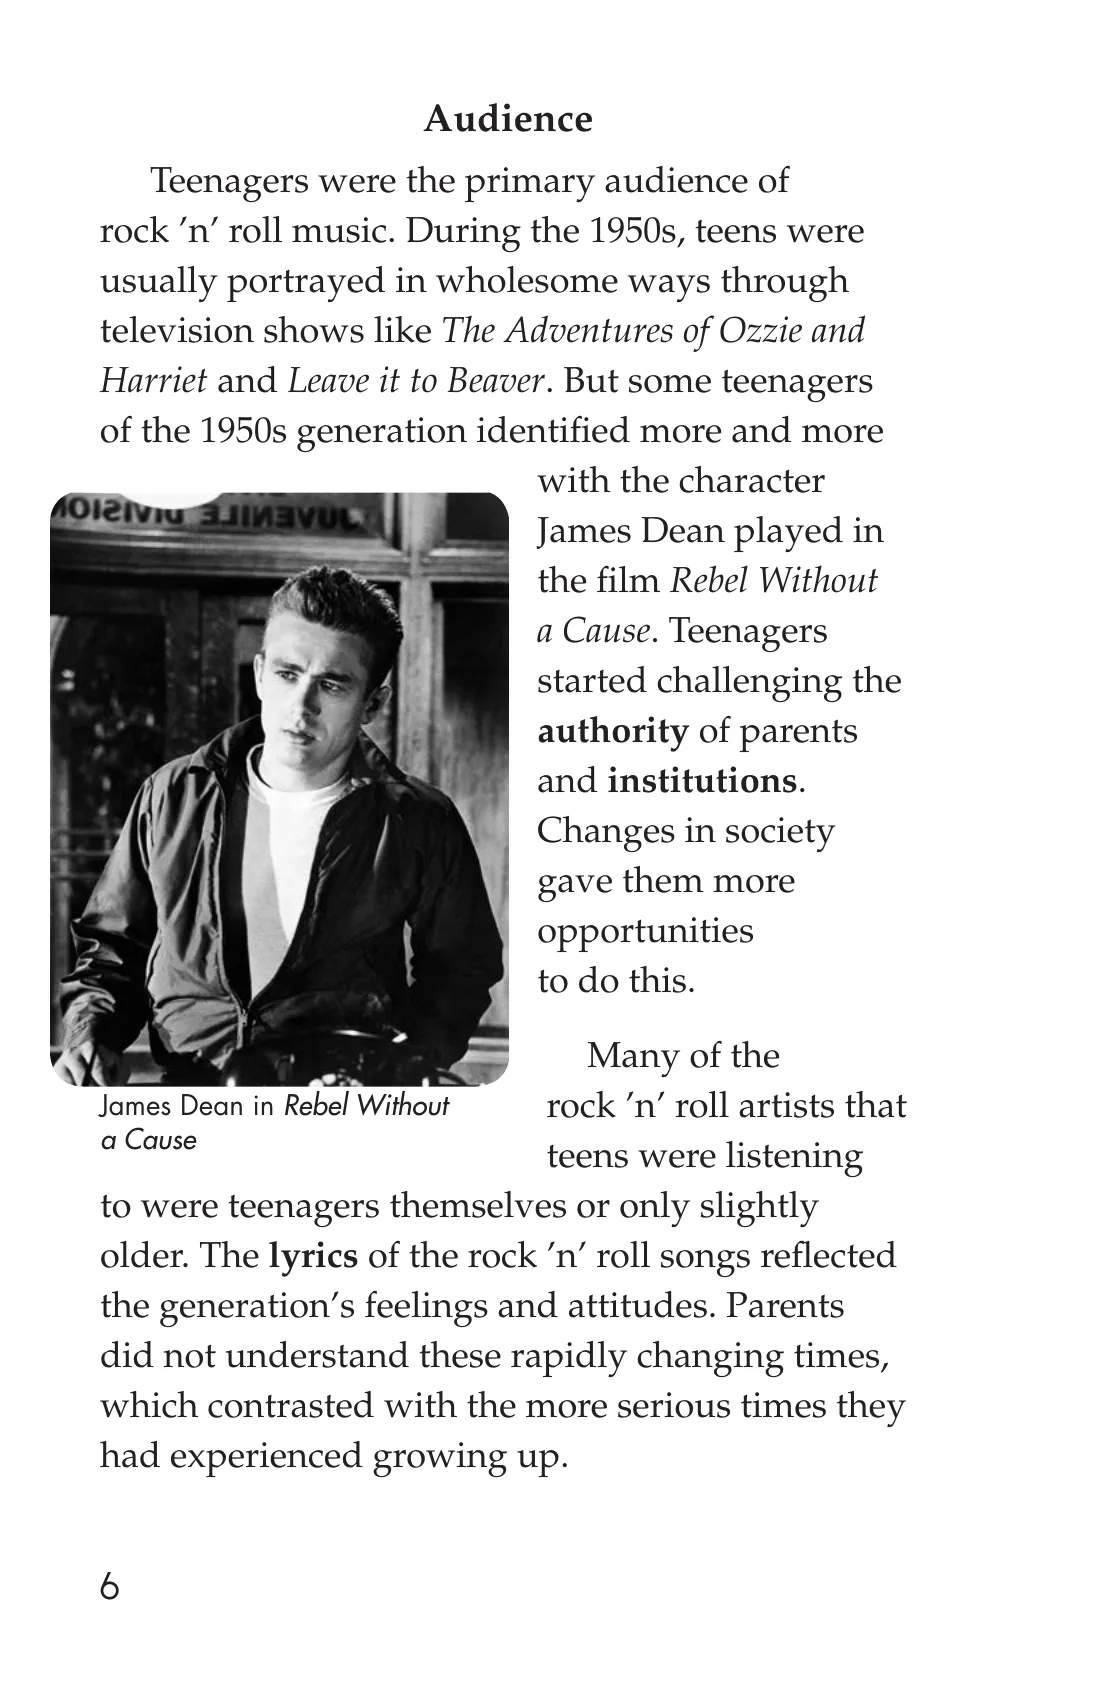 Audience
Teenagers were the primary audience of
rock ’n’ roll music. During the 1950s, teens were
usually portrayed in wholesome ways through
television shows like The Adventures of Ozzie and
Harriet and Leave it to Beaver. But some teenagers
of the 1950s generation identified more and more
with the character
James Dean played in
the film Rebel Without
a Cause. Teenagers
started challenging the
authority of parents
and institutions.
Changes in society
gave them more
opportunities
to do this.
JUVENILE DIVISION
James Dean in Rebel Without
a Cause
Many of the
rock ’n’ roll artists that
teens were listening
to were teenagers themselves or only slightly
older. The lyrics of the rock ’n’ roll songs reflected
the generation’s feelings and attitudes. Parents
did not understand these rapidly changing times,
which contrasted with the more serious times they
had experienced growing up.
6